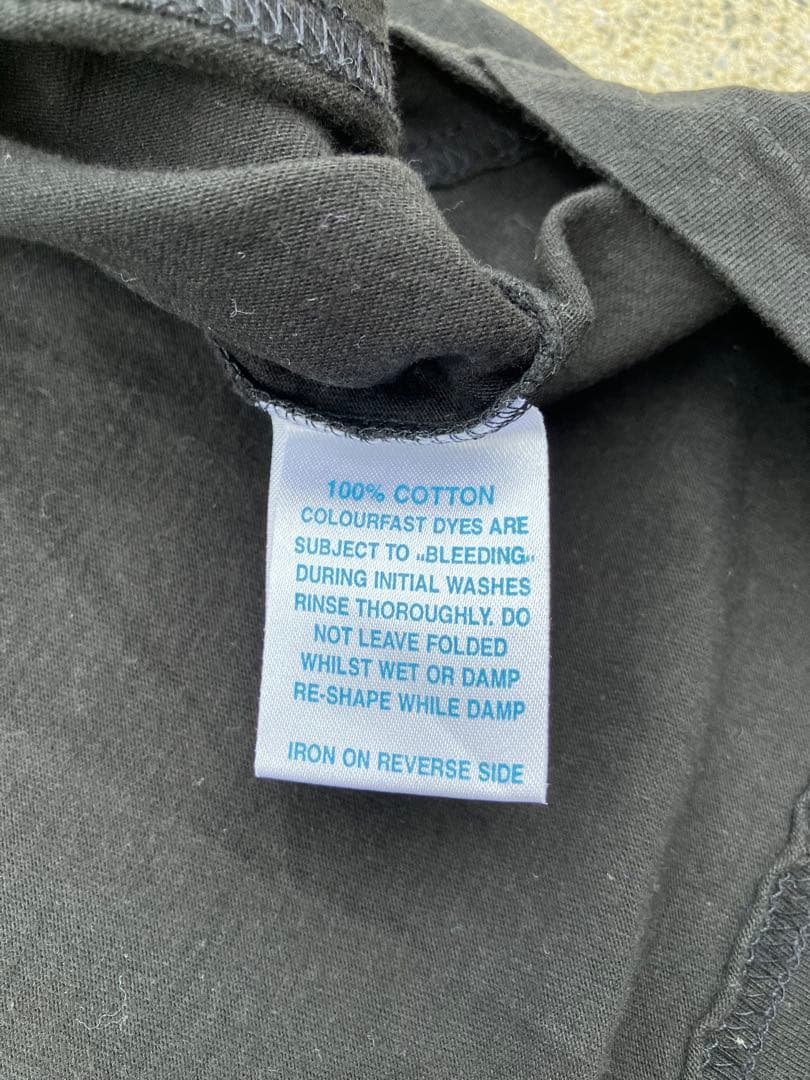 100% COTTON
COLOURFAST DYES ARE
SUBJECT TO „BLEEDING„
DURING INITIAL WASHES
RINSE THOROUGHLY. DO
NOT LEAVE FOLDED
WHILST WET OR DAMP
RE-SHAPE WHILE DAMP
IRON ON REVERSE SIDE